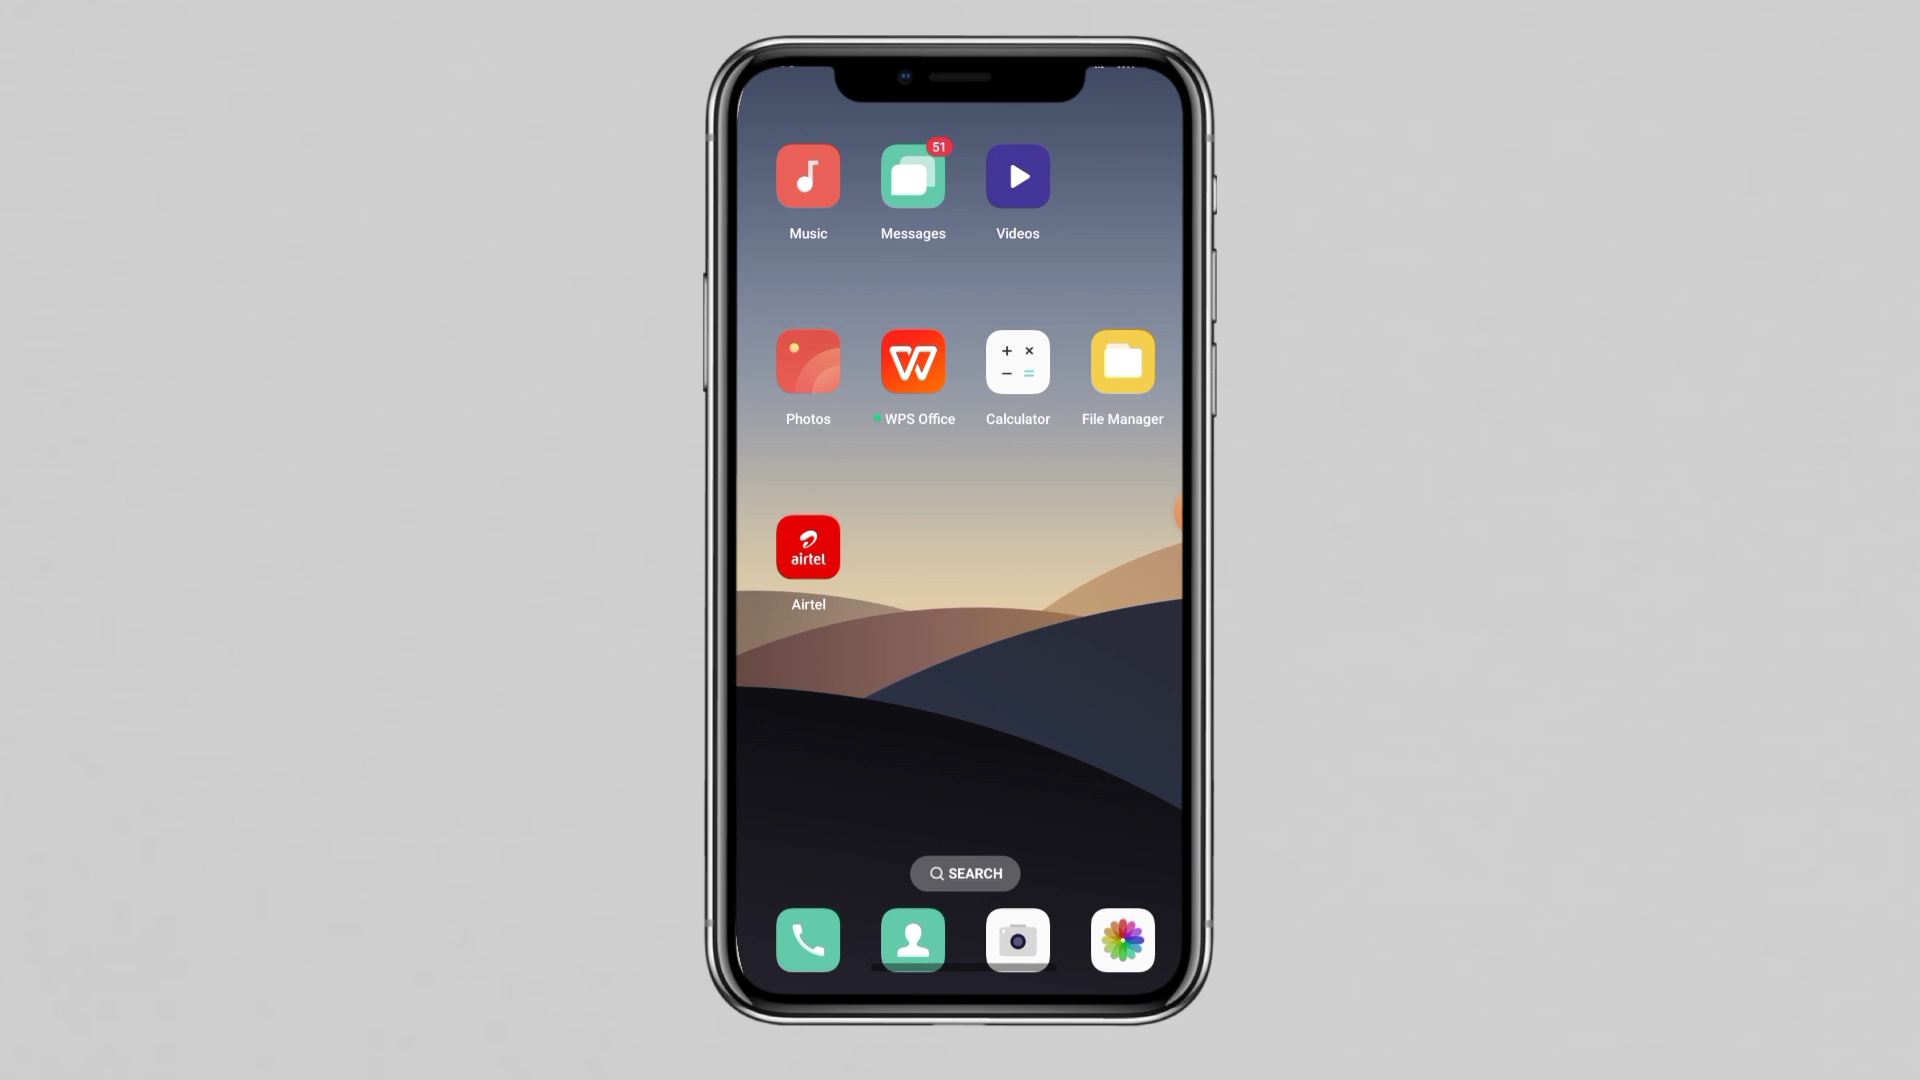 51
Music
Messages
Videos
Photos
WPS Office
Calculator
File Manager
airtel
Airtel
SEARCH